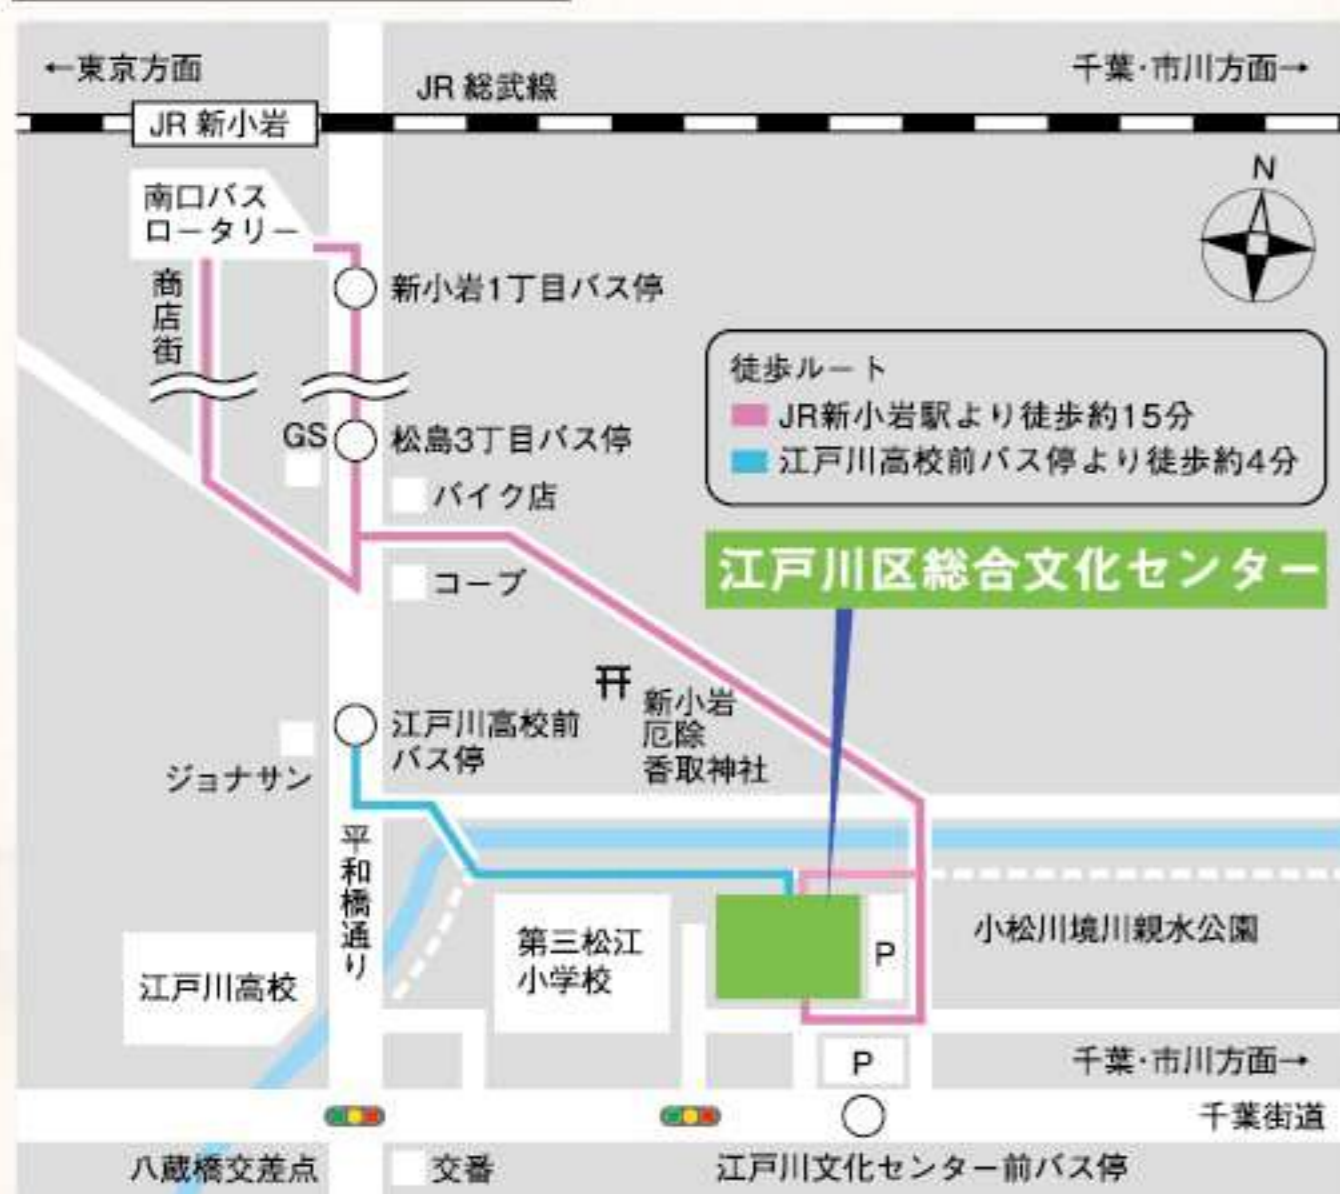 ←東京方面
JR 総武線
千葉・市川方面→
JR 新小岩
N
南口バス
ロータリー
商店街
新小岩1丁目バス停
徒歩ルート
JR新小岩駅より徒歩約15分
江戸川高校前バス停より徒歩約4分
GS
松島3丁目バス停
バイク店
江戸川区総合文化センター
コープ
新小岩
厄除
香取神社
江戸川高校前
バス停
ジョナサン
平和橋通り
第三松江
小学校
P
小松川境川親水公園
江戸川高校
P
千葉・市川方面→
千葉街道
八蔵橋交差点
交番
江戸川文化センター前バス停